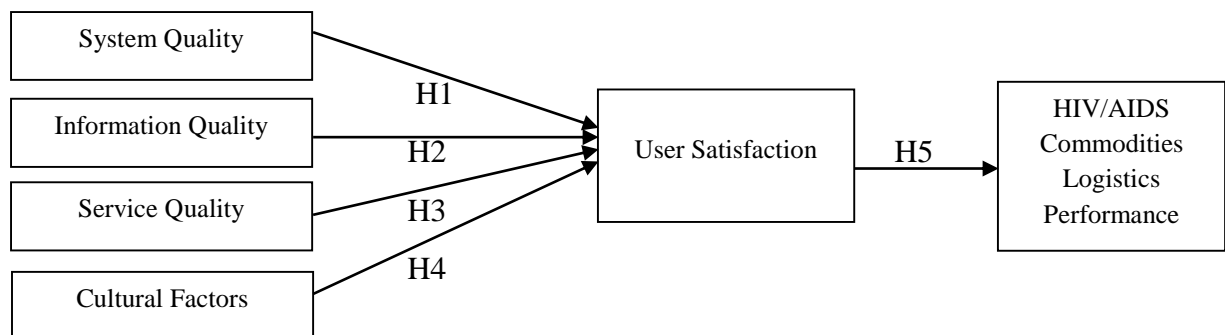 System Quality
H1
Information Quality
H2
Service Quality
H3
Cultural Factors
H4
User Satisfaction
H5
HIV/AIDS
Commodities
Logistics
Performance